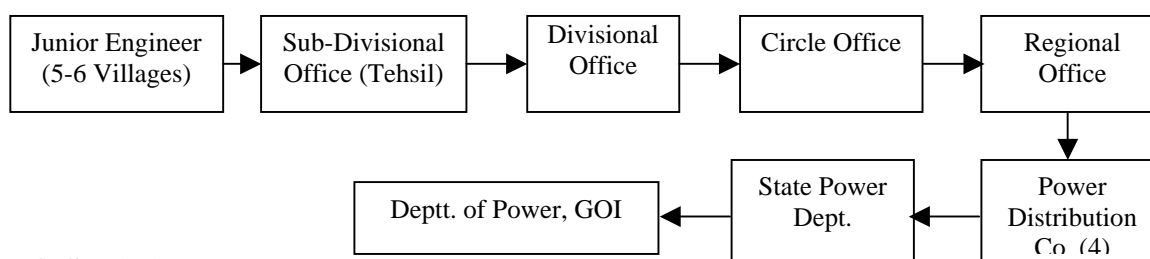 Junior Engineer
(5-6 Villages)
Sub-Divisional
Office (Tehsil)
Divisional
Office
Circle Office
Regional
Office
Power
Distribution
Co (4)
State Power
Dept.
Deptt. of Power, GOI